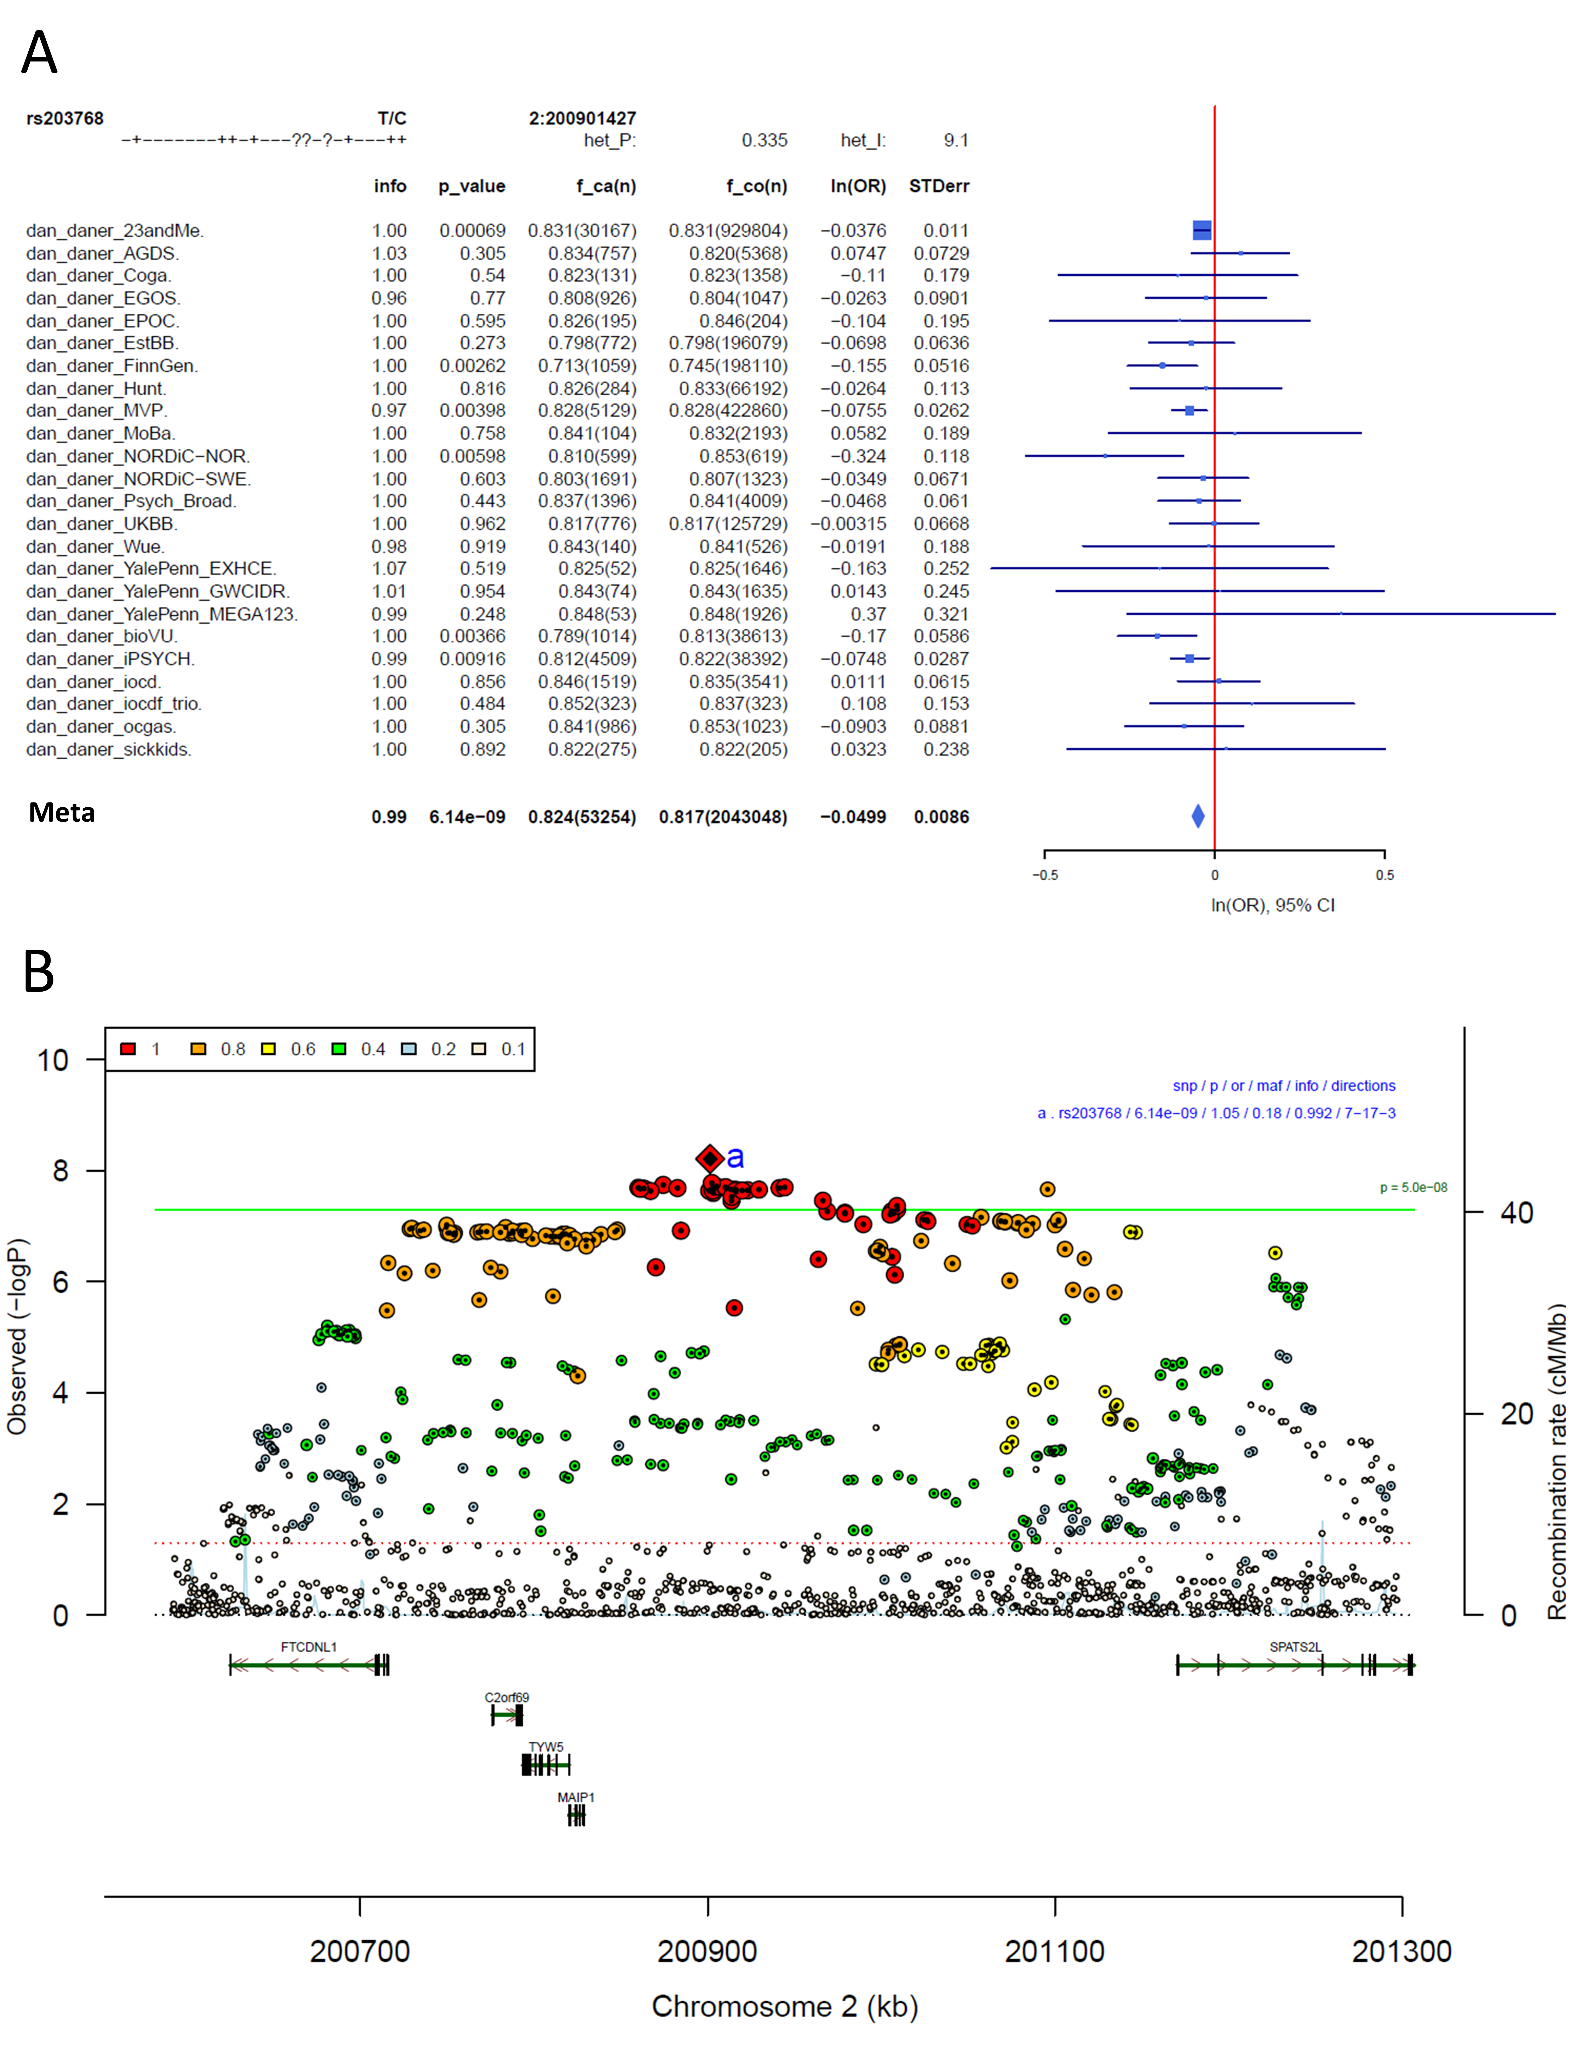 A
rs203768 T/C 2:200901427
−+−−−−−−−++−+−−−??−?−+−−−++ het_P: 0.335 het_I: 9.1
info p_value f_ca(n) f_co(n) ln(OR) STDerr
dan_daner_23andMe. 1.00 0.00069 0.831(30167) 0.831(929804) −0.0376 0.011
dan_daner_AGDS. 1.03 0.305 0.834(757) 0.820(5368) 0.0747 0.0729
dan_daner_Coga. 1.00 0.54 0.823(131) 0.823(1358) −0.11 0.179
dan_daner_EGOS. 0.96 0.77 0.808(926) 0.804(1047) −0.0263 0.0901
dan_daner_EPOC. 1.00 0.595 0.826(195) 0.846(204) −0.104 0.195
dan_daner_EstBB. 1.00 0.273 0.798(772) 0.798(196079) −0.0698 0.0636
dan_daner_FinnGen. 1.00 0.00262 0.713(1059) 0.745(198110) −0.155 0.0516
dan_daner_Hunt. 1.00 0.816 0.826(284) 0.833(66192) −0.0264 0.113
dan_daner_MVP. 0.97 0.00398 0.828(5129) 0.828(422860) −0.0755 0.0262
dan_daner_MoBa. 1.00 0.758 0.841(104) 0.832(2193) 0.0582 0.189
dan_daner_NORDiC−NOR. 1.00 0.00598 0.810(599) 0.853(619) −0.324 0.118
dan_daner_NORDiC−SWE. 1.00 0.603 0.803(1691) 0.807(1323) −0.0349 0.0671
dan_daner_Psych_Broad. 1.00 0.443 0.837(1396) 0.841(4009) −0.0468 0.061
dan_daner_UKBB. 1.00 0.962 0.817(776) 0.817(125729) −0.00315 0.0668
dan_daner_Wue. 0.98 0.919 0.843(140) 0.841(526) −0.0191 0.188
dan_daner_YalePenn_EXHCE. 1.07 0.519 0.825(52) 0.825(1646) −0.163 0.252
dan_daner_YalePenn_GWCIDR. 1.01 0.954 0.843(74) 0.843(1635) 0.0143 0.245
dan_daner_YalePenn_MEGA123. 0.99 0.248 0.848(53) 0.848(1926) 0.37 0.321
dan_daner_bioVU. 1.00 0.00366 0.789(1014) 0.813(38613) −0.17 0.0586
dan_daner_iPSYCH. 0.99 0.00916 0.812(4509) 0.822(38392) −0.0748 0.0287
dan_daner_iocd. 1.00 0.856 0.846(1519) 0.835(3541) 0.0111 0.0615
dan_daner_iocdf_trio. 1.00 0.484 0.852(323) 0.837(323) 0.108 0.153
dan_daner_ocgas. 1.00 0.305 0.841(986) 0.853(1023) −0.0903 0.0881
dan_daner_sickkids. 1.00 0.892 0.822(275) 0.822(205) 0.0323 0.238
Meta 0.99 6.14e−09 0.824(53254) 0.817(2043048) −0.0499 0.0086
−0.5 0 0.5
ln(OR), 95% CI
B
1 0.8 0.6 0.4 0.2 0.1
snp / p / or / maf / info / directions
a . rs203768 / 6.14e−09 / 1.05 / 0.18 / 0.992 / 7−17−3
a
p = 5.0e−08
10
8
6
4
2
0
Observed (−logP)
40
20
0
Recombination rate (cM/Mb)
FTCDNL1
SPATS2L
C2orf69
TYW5
MAIP1
200700 200900 201100 201300
Chromosome 2 (kb)